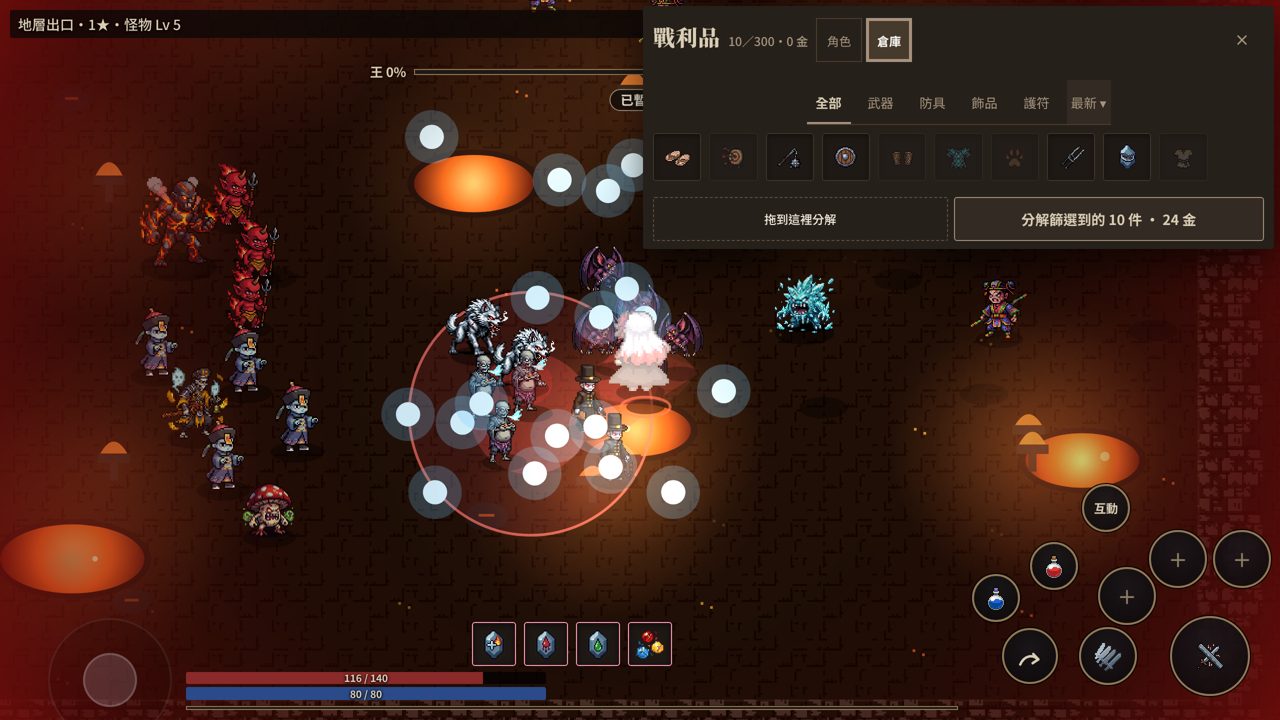 地層出口・1★・怪物 Lv 5
王 0%
已暫
戰利品 10／300・0 金 角色 倉庫 ×
全部 武器 防具 飾品 護符 最新▾
拖到這裡分解 分解篩選到的 10 件 ・ 24 金
互動
116 / 140
80 / 80